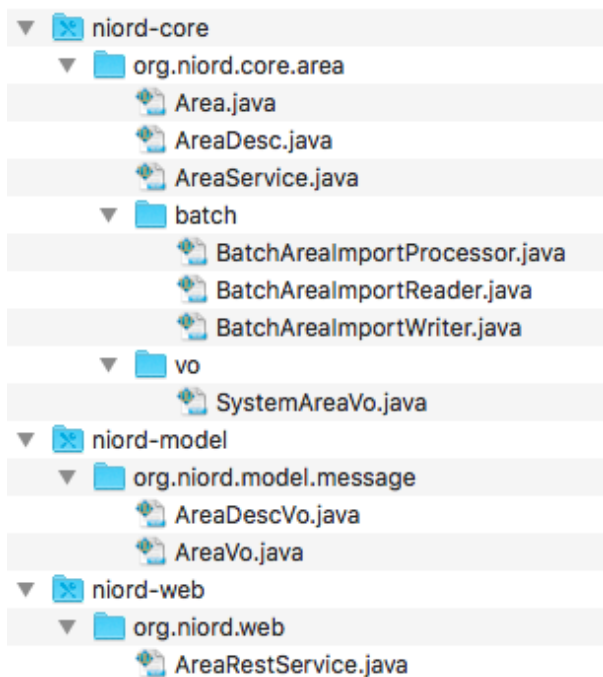 niord-core
org.niord.core.area
Area.java
AreaDesc.java
AreaService.java
batch
BatchAreaImportProcessor.java
BatchAreaImportReader.java
BatchAreaImportWriter.java
vo
SystemAreaVo.java
niord-model
org.niord.model.message
AreaDescVo.java
AreaVo.java
niord-web
org.niord.web
AreaRestService.java